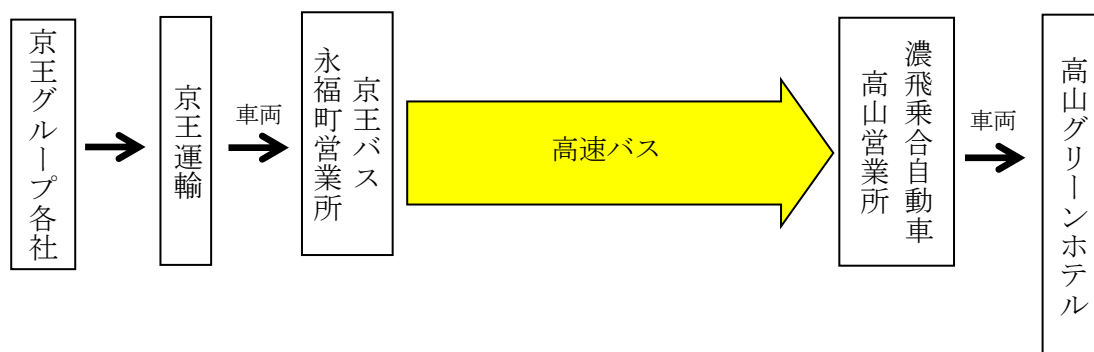 京王グループ各社
京王運輸
車両
京王バス
永福町営業所
高速バス
濃飛乗合自動車
高山営業所
車両
高山グリーンホテル